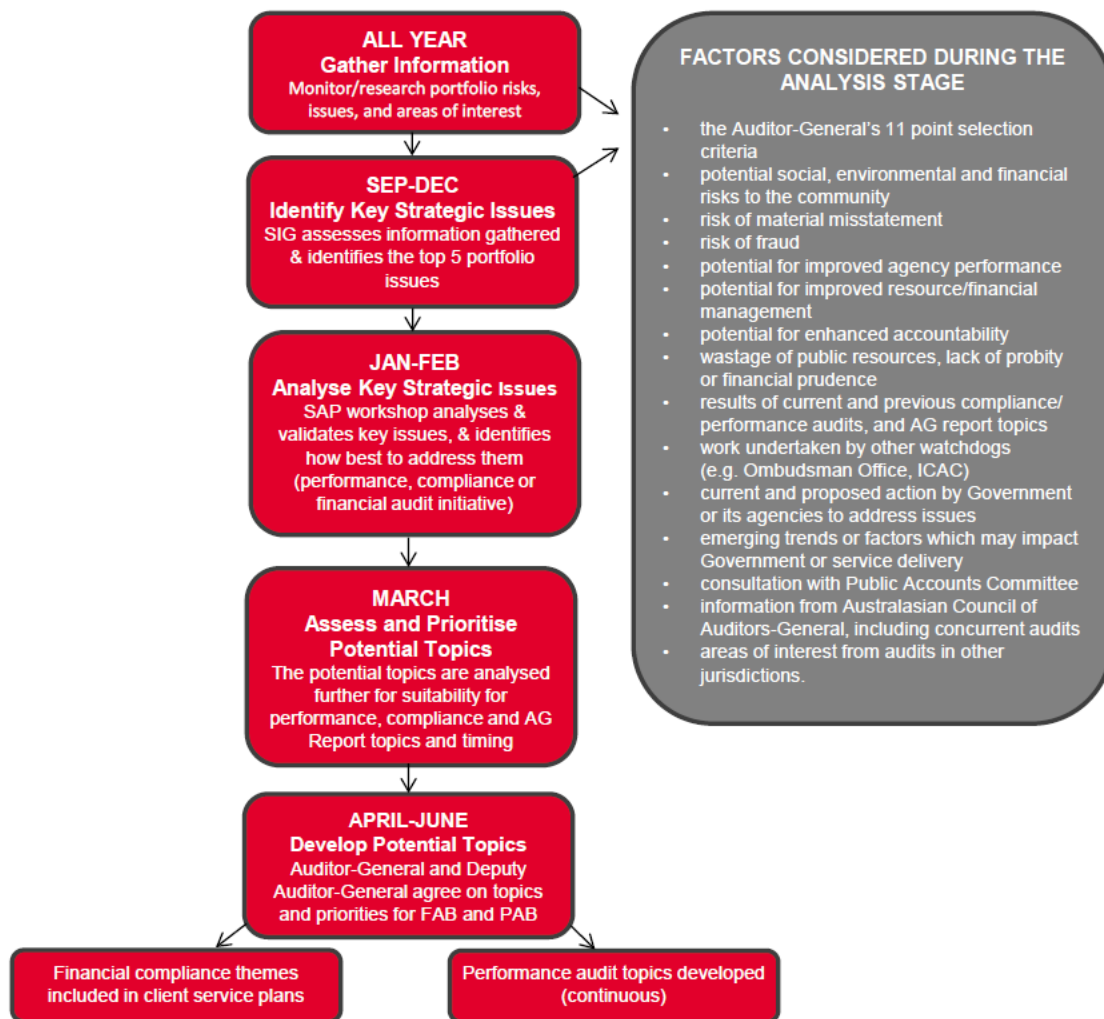 ALL YEAR
Gather Information
Monitor/research portfolio risks,
issues, and areas of interest
SEP-DEC
Identify Key Strategic Issues
SIG assesses information gathered
& identifies the top 5 portfolio
issues
JAN-FEB
Analyse Key Strategic Issues
SAP workshop analyses &
validates key issues, & identifies
how best to address them
(performance, compliance or
financial audit initiative)
MARCH
Assess and Prioritise
Potential Topics
The potential topics are analysed
further for suitability for
performance, compliance and AG
Report topics and timing
APRIL-JUNE
Develop Potential Topics
Auditor-General and Deputy
Auditor-General agree on topics
and priorities for FAB and PAB
Financial compliance themes
included in client service plans
Performance audit topics developed
(continuous)
FACTORS CONSIDERED DURING THE
ANALYSIS STAGE
• the Auditor-General's 11 point selection
criteria
• potential social, environmental and financial
risks to the community
• risk of material misstatement
• risk of fraud
• potential for improved agency performance
• potential for improved resource/financial
management
• potential for enhanced accountability
• wastage of public resources, lack of probity
or financial prudence
• results of current and previous compliance/
performance audits, and AG report topics
• work undertaken by other watchdogs
(e.g. Ombudsman Office, ICAC)
• current and proposed action by Government
or its agencies to address issues
• emerging trends or factors which may impact
Government or service delivery
• consultation with Public Accounts Committee
• information from Australasian Council of
Auditors-General, including concurrent audits
• areas of interest from audits in other
jurisdictions.